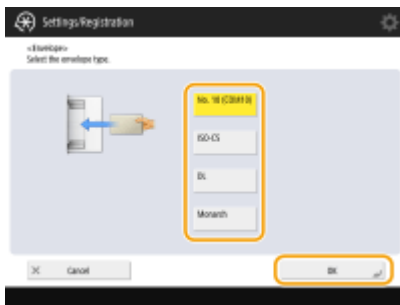 Settings/Registration
<Envelope>
Select the envelope type.
No. 10 (COM10)
ISO-C5
DL
Monarch
Cancel
OK